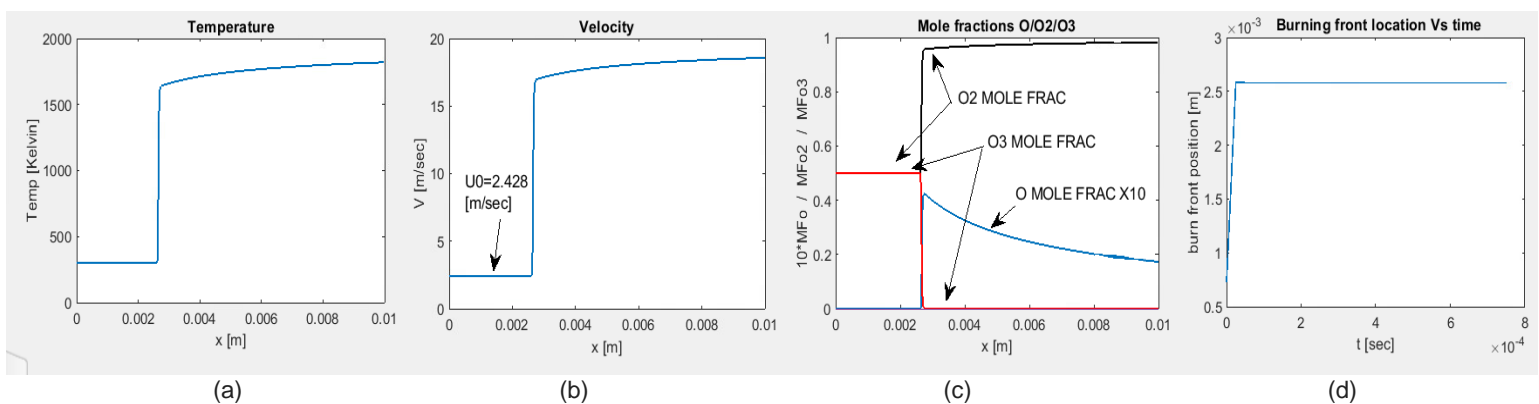 Temperature
2000
1500
1000
500
0
Temp [Kelvin]
0 0.002 0.004 0.006 0.008 0.01
x [m]
(a)
Velocity
20
15
10
5
0
V [m/sec]
U0=2.428
[m/sec]
0 0.002 0.004 0.006 0.008 0.01
x [m]
(b)
Mole fractions O/O2/O3
1
0.8
0.6
0.4
0.2
0
10*MFo / MFo2 / MFo3
O2 MOLE FRAC
O3 MOLE FRAC
O MOLE FRAC X10
0 0.002 0.004 0.006 0.008 0.01
x [m]
(c)
Burning front location Vs time
×10⁻³
3
2.5
2
1.5
1
0.5
burn front position [m]
0 2 4 6 8
t [sec]
×10⁻⁴
(d)